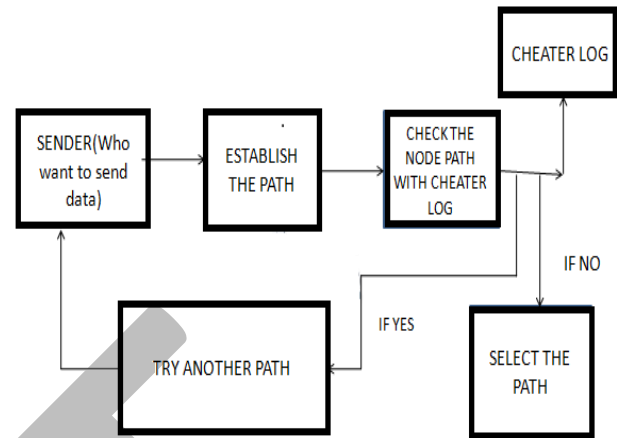 CHEATER LOG
SENDER(Who
want to send
data)
ESTABLISH
THE PATH
CHECK THE
NODE PATH
WITH CHEATER
LOG
IF NO
IF YES
TRY ANOTHER PATH
SELECT THE
PATH